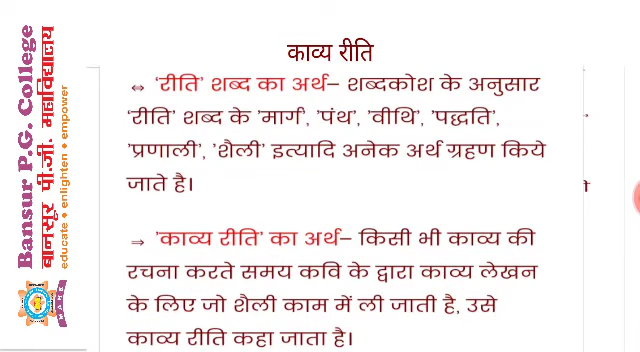 Bansur P.G. College
बानसूर पी.जी. महाविद्यालय
educate • enlighten • empower
काव्य रीति
⇔ ‘रीति’ शब्द का अर्थ– शब्दकोश के अनुसार
‘रीति’ शब्द के ’मार्ग’, ’पंथ’, ’वीथि’, ’पद्धति’,
’प्रणाली’, ’शैली’ इत्यादि अनेक अर्थ ग्रहण किये
जाते है।
⇒ ’काव्य रीति’ का अर्थ– किसी भी काव्य की
रचना करते समय कवि के द्वारा काव्य लेखन
के लिए जो शैली काम में ली जाती है, उसे
काव्य रीति कहा जाता है।